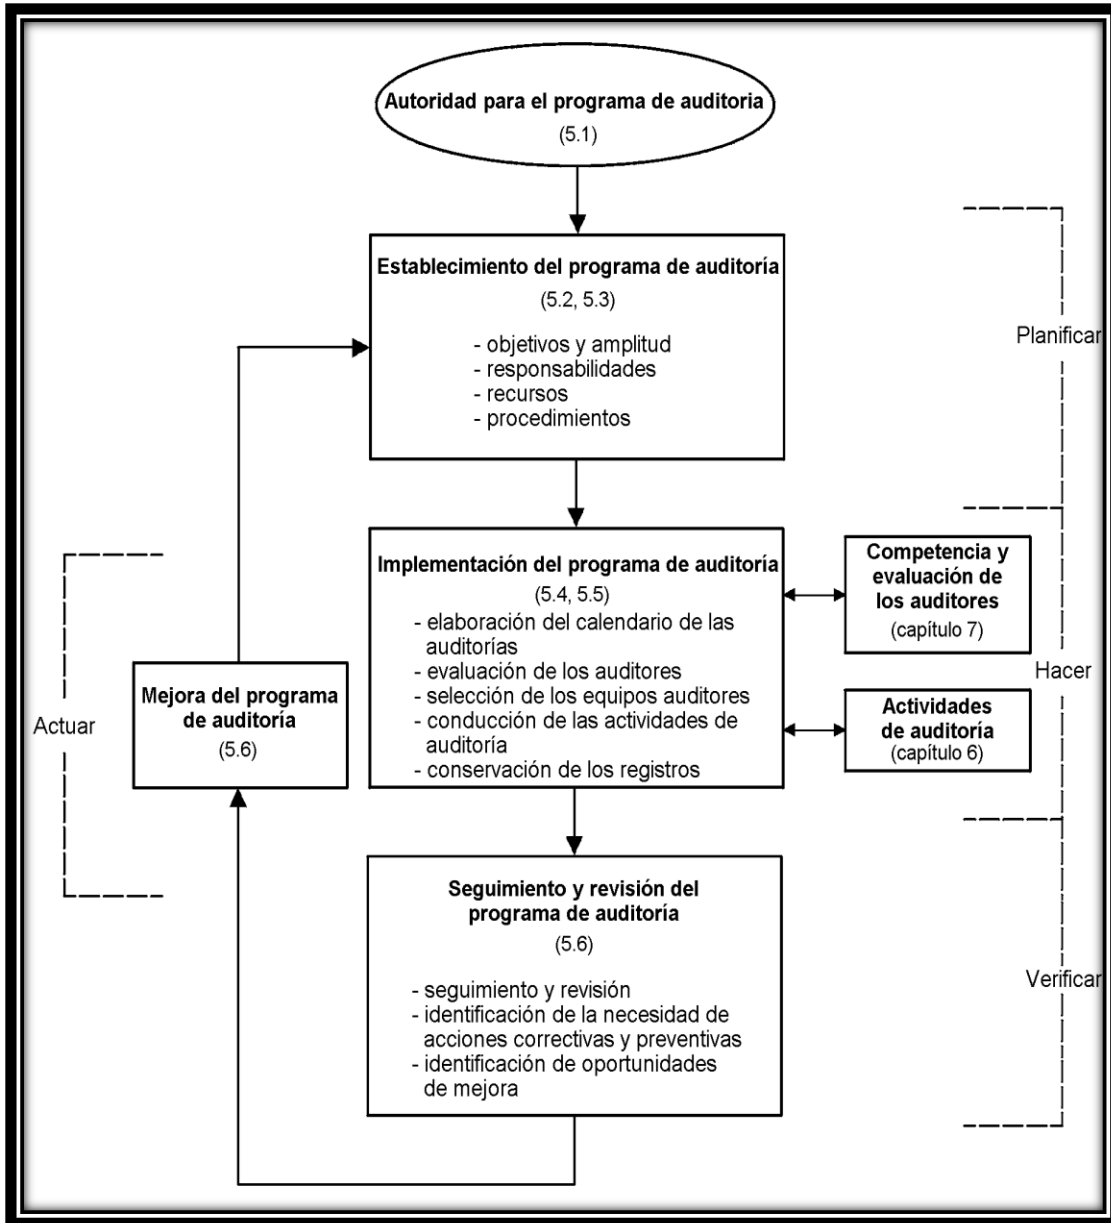 Autoridad para el programa de auditoria
(5.1)
Establecimiento del programa de auditoría
(5.2, 5.3)
- objetivos y amplitud
- responsabilidades
- recursos
- procedimientos
Planificar
Implementación del programa de auditoría
(5.4, 5.5)
- elaboración del calendario de las
auditorías
- evaluación de los auditores
- selección de los equipos auditores
- conducción de las actividades de
auditoría
- conservación de los registros
Competencia y
evaluación de
los auditores
(capítulo 7)
Hacer
Actividades
de auditoría
(capítulo 6)
Mejora del programa
de auditoría
(5.6)
Actuar
Seguimiento y revisión del
programa de auditoría
(5.6)
- seguimiento y revisión
- identificación de la necesidad de
acciones correctivas y preventivas
- identificación de oportunidades
de mejora
Verificar